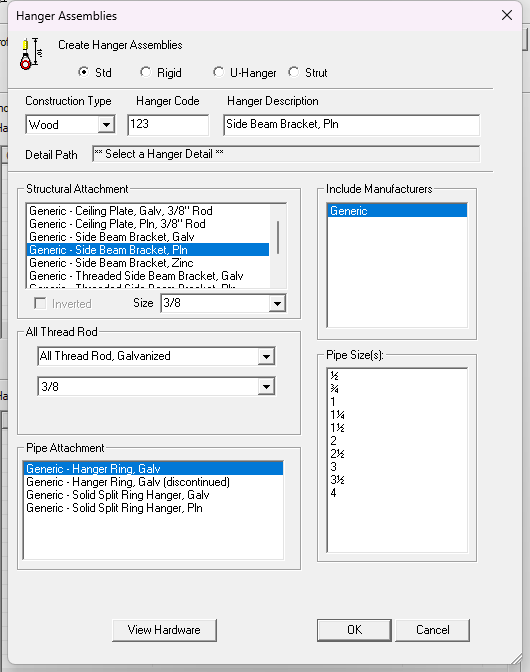 Hanger Assemblies
Create Hanger Assemblies
Std Rigid U-Hanger Strut
Construction Type Hanger Code Hanger Description
Wood 123 Side Beam Bracket, Pln
Detail Path ** Select a Hanger Detail **
Structural Attachment
Generic - Ceiling Plate, Galv, 3/8" Rod
Generic - Ceiling Plate, Pln, 3/8" Rod
Generic - Side Beam Bracket, Galv
Generic - Side Beam Bracket, Pln
Generic - Side Beam Bracket, Zinc
Generic - Threaded Side Beam Bracket, Galv
Generic - Threaded Side Beam Bracket, Pln
Inverted Size 3/8
All Thread Rod
All Thread Rod, Galvanized
3/8
Pipe Attachment
Generic - Hanger Ring, Galv
Generic - Hanger Ring, Galv (discontinued)
Generic - Solid Split Ring Hanger, Galv
Generic - Solid Split Ring Hanger, Pln
Include Manufacturers
Generic
Pipe Size(s):
½
¾
1
1¼
1½
2
2½
3
3½
4
View Hardware OK Cancel